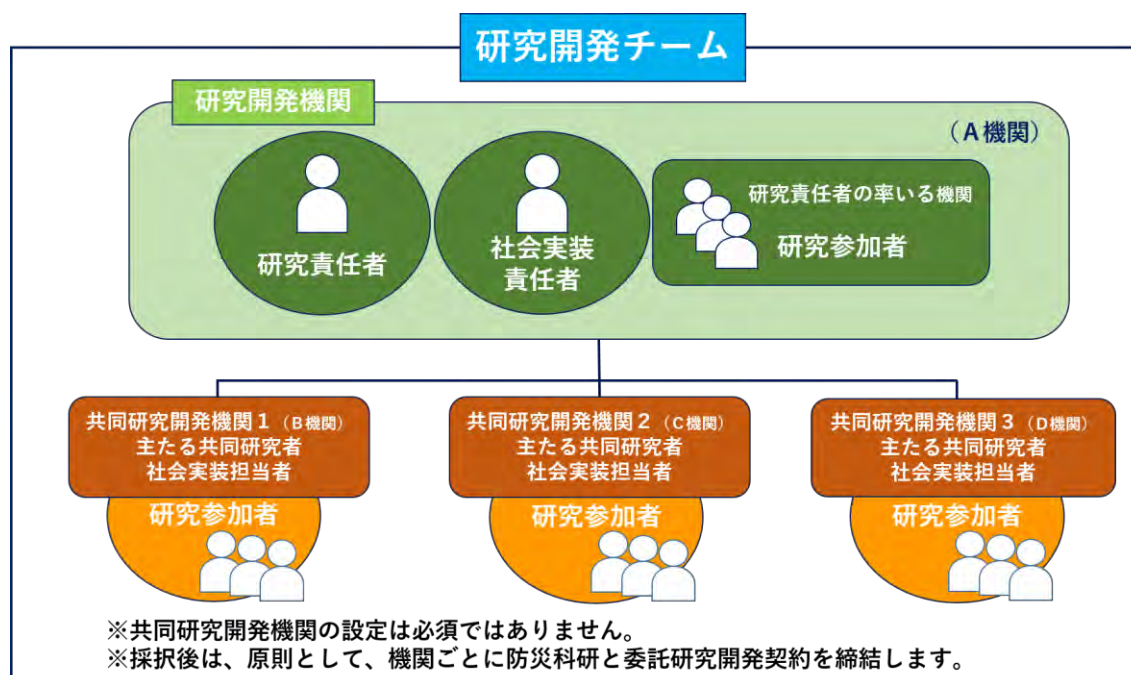 研究開発チーム
研究開発機関
（A機関）
研究責任者
社会実装
責任者
研究責任者の率いる機関
研究参加者
共同研究開発機関１（B機関）
主たる共同研究者
社会実装担当者
研究参加者
共同研究開発機関２（C機関）
主たる共同研究者
社会実装担当者
研究参加者
共同研究開発機関３（D機関）
主たる共同研究者
社会実装担当者
研究参加者
※共同研究開発機関の設定は必須ではありません。
※採択後は、原則として、機関ごとに防災科研と委託研究開発契約を締結します。